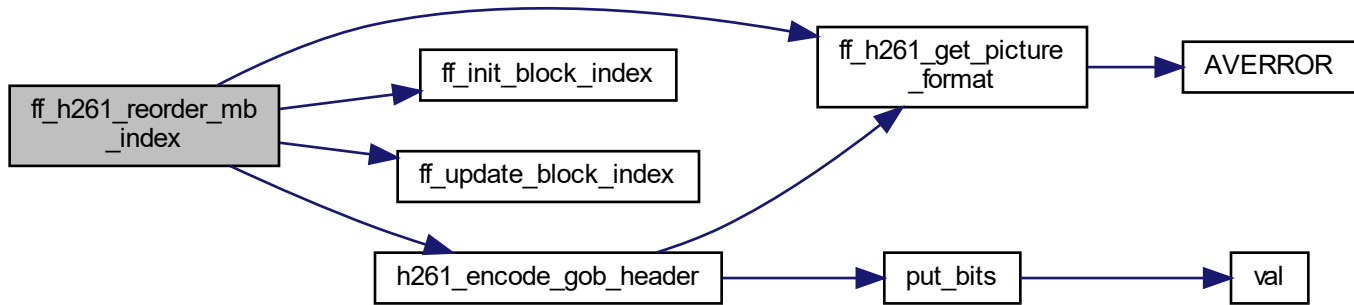 ff_h261_reorder_mb
_index
ff_init_block_index
ff_update_block_index
h261_encode_gob_header
ff_h261_get_picture
_format
AVERROR
put_bits
val